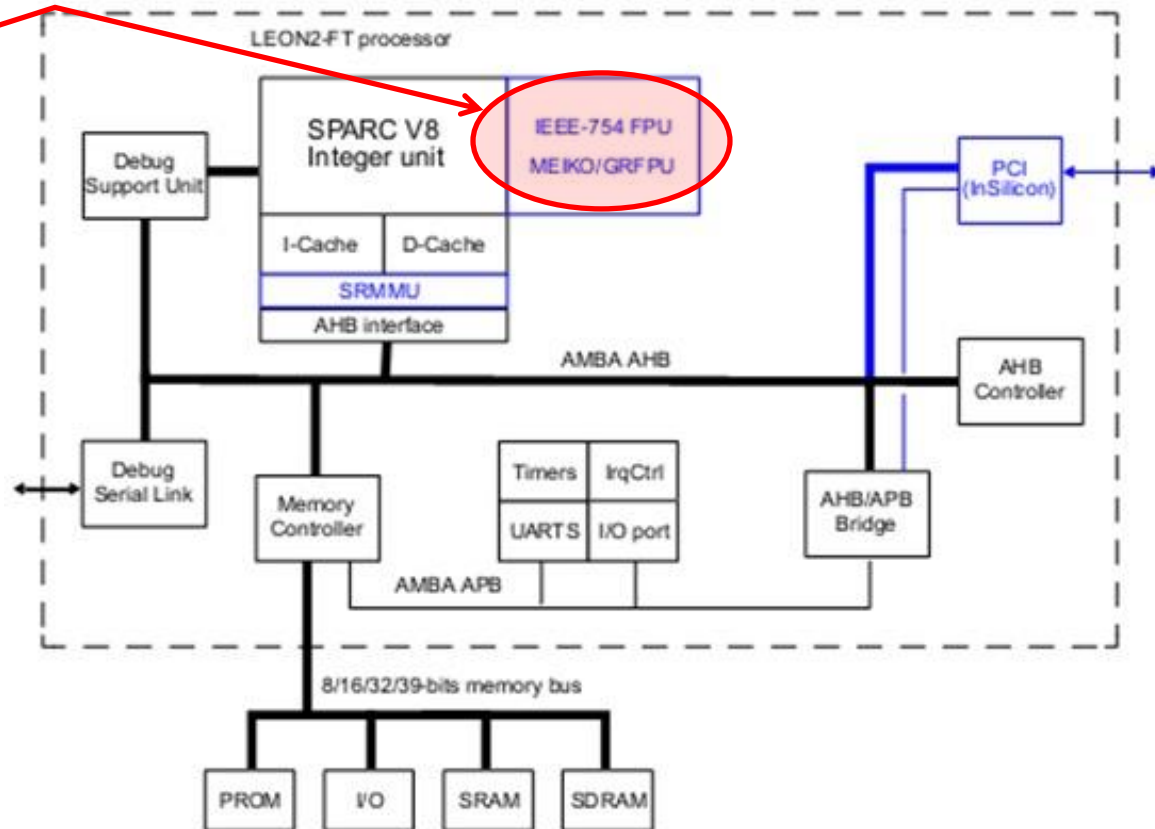 LEON2-FT processor
SPARC V8
Integer unit
IEEE-754 FPU
MEIKO/GRFPU
Debug
Support Unit
PCI
(InSilicon)
I-Cache
D-Cache
SRMMU
AHB interface
AMBA AHB
AHB
Controller
Debug
Serial Link
Memory
Controller
Timers
IrqCtrl
UARTS
I/O port
AHB/APB
Bridge
AMBA APB
8/16/32/39-bits memory bus
PROM
I/O
SRAM
SDRAM